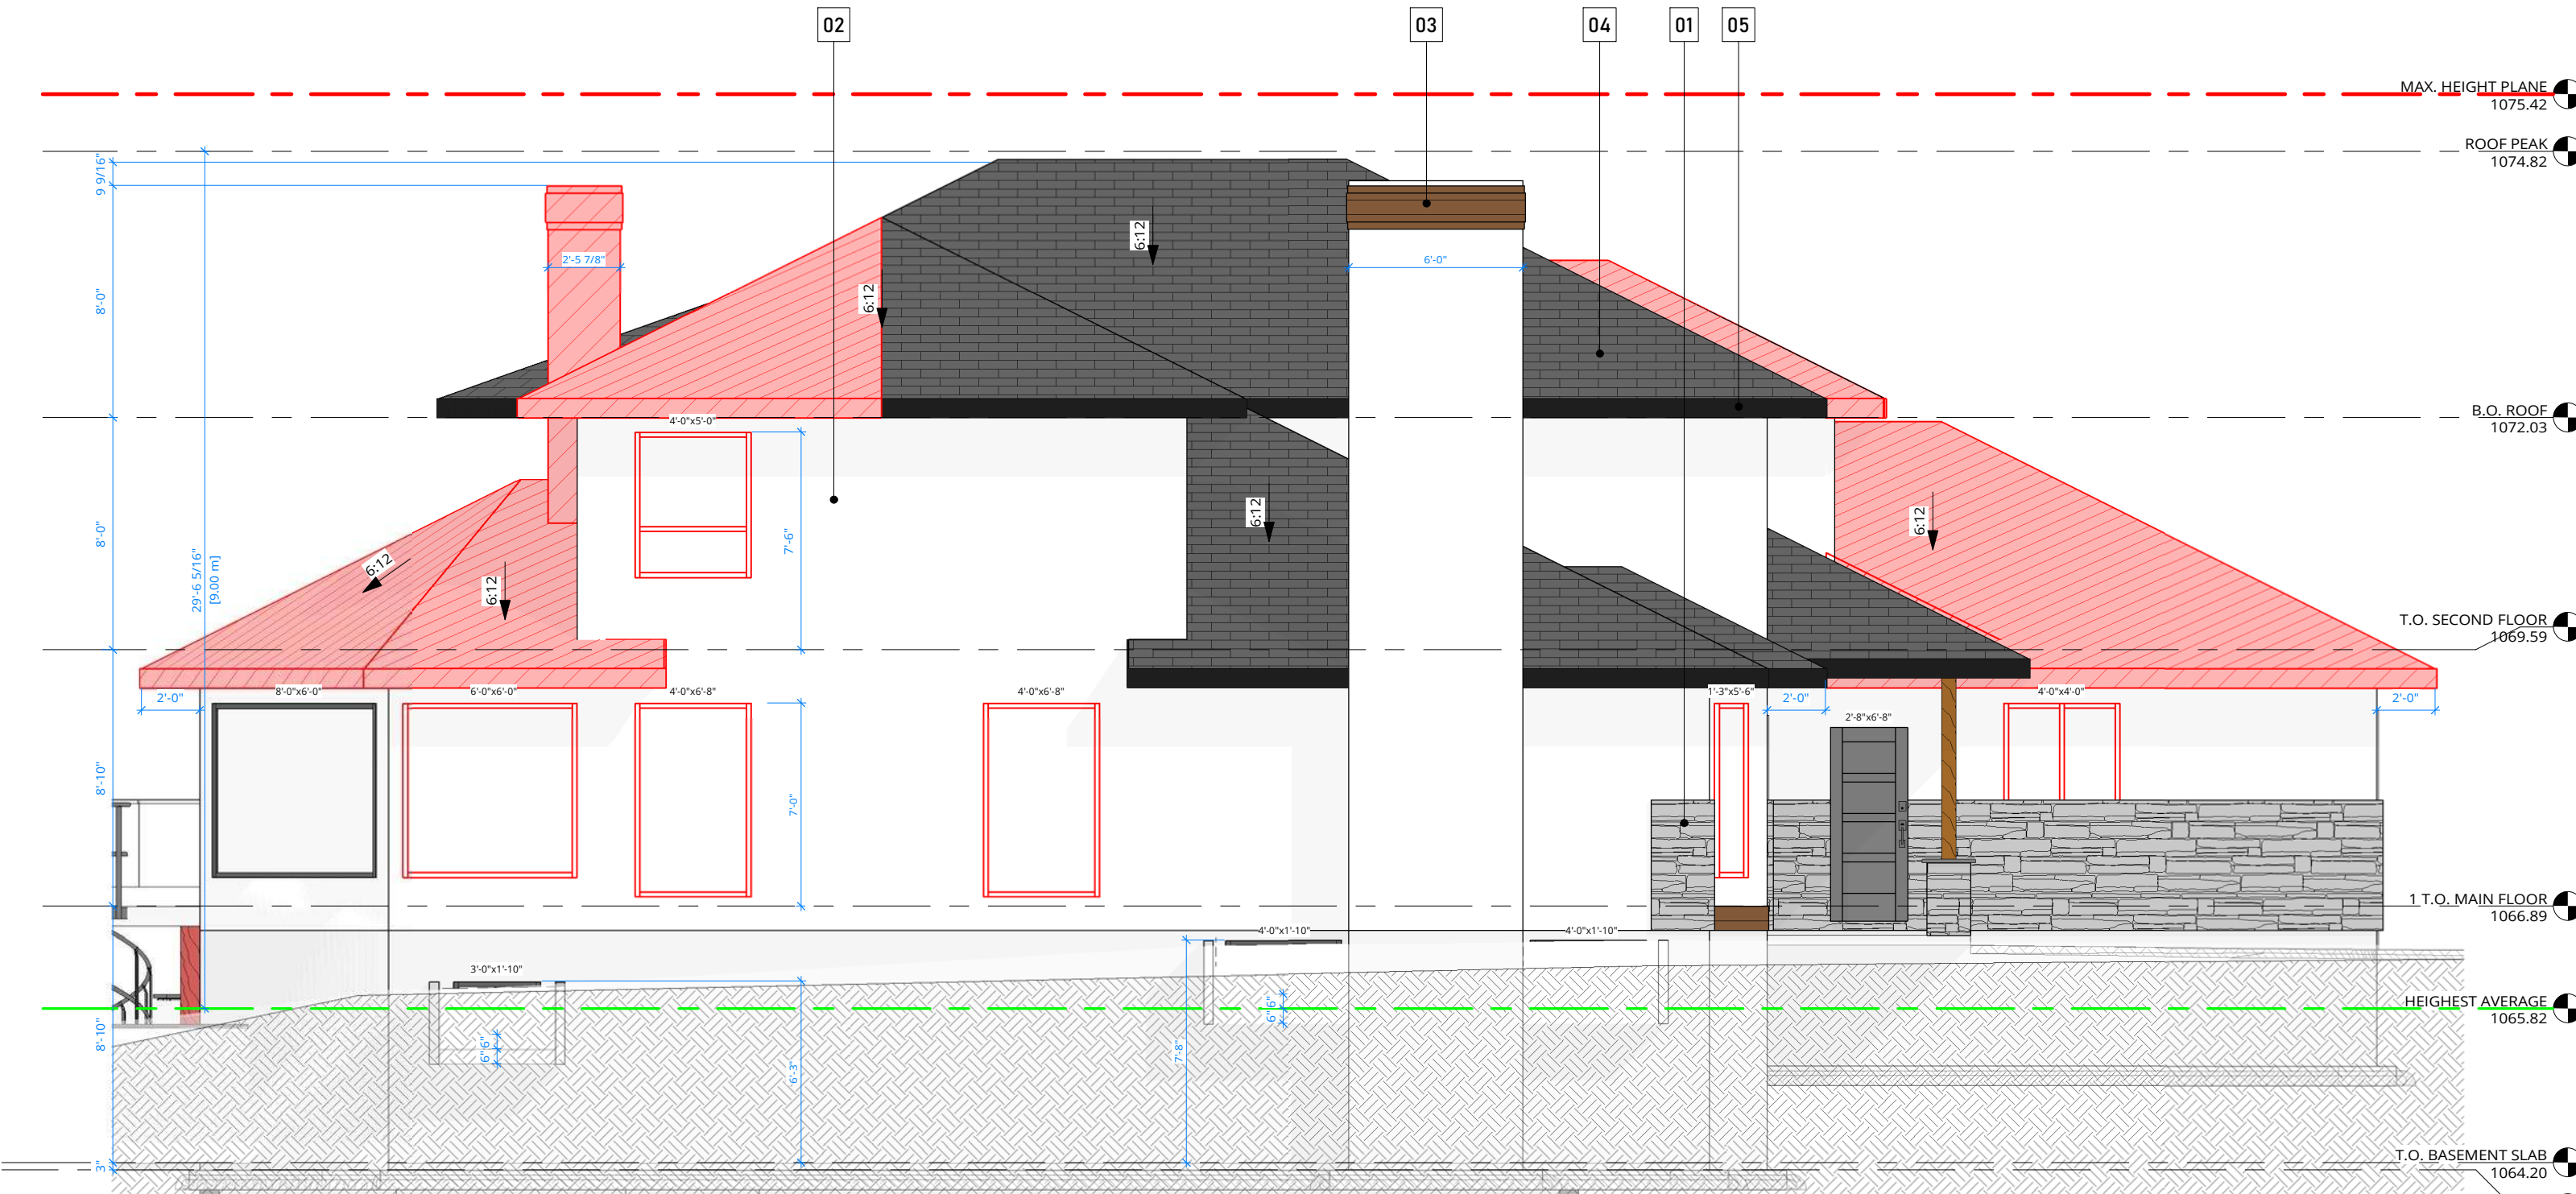 02
03
04
01
05
MAX. HEIGHT PLANE
1075.42
ROOF PEAK
1074.82
9 9/16"
6:12
2'-5 7/8"
6'-0"
6:12
8'-0"
B.O. ROOF
1072.03
4'-0"x5'-0"
8'-0"
7'-6"
6:12
6:12
29'-6 5/16"
[9.00 m]
6:12
6:12
T.O. SECOND FLOOR
1069.59
2'-0"
8'-0"x6'-0"
6'-0"x6'-0"
4'-0"x6'-8"
4'-0"x6'-8"
1'-3"x5'-6"
2'-0"
2'-8"x6'-8"
4'-0"x4'-0"
2'-0"
8'-10"
7'-0"
1 T.O. MAIN FLOOR
1066.89
4'-0"x1'-10"
4'-0"x1'-10"
3'-0"x1'-10"
HEIGHEST AVERAGE
1065.82
8'-10"
6"
6"
6'-3"
7'-8"
6"
6"
T.O. BASEMENT SLAB
1064.20
3"